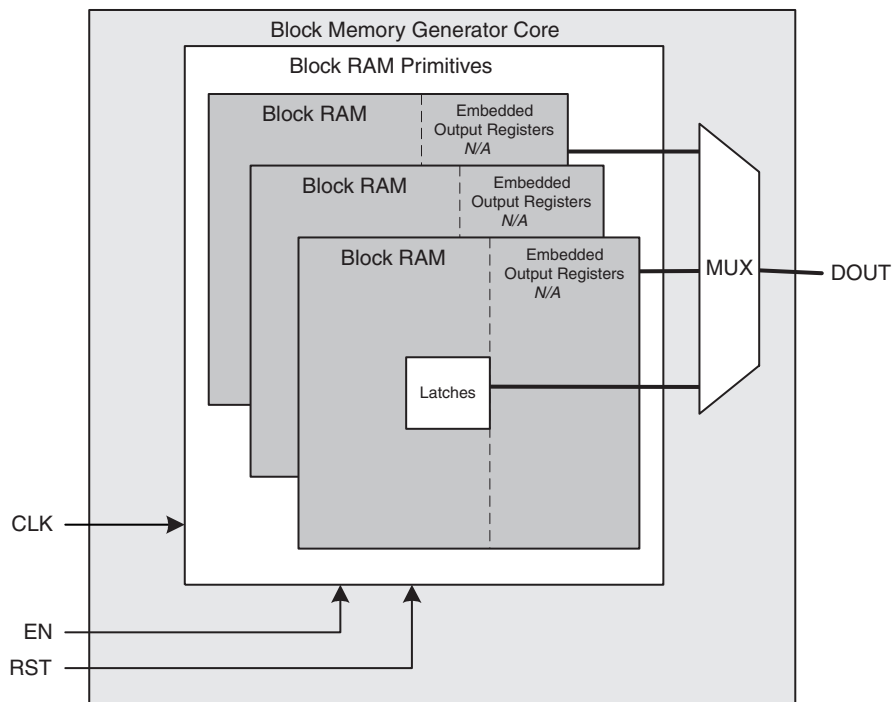 Block Memory Generator Core
Block RAM Primitives
Block RAM
Embedded
Output Registers
N/A
Block RAM
Embedded
Output Registers
N/A
Block RAM
Embedded
Output Registers
N/A
MUX
DOUT
Latches
CLK
EN
RST